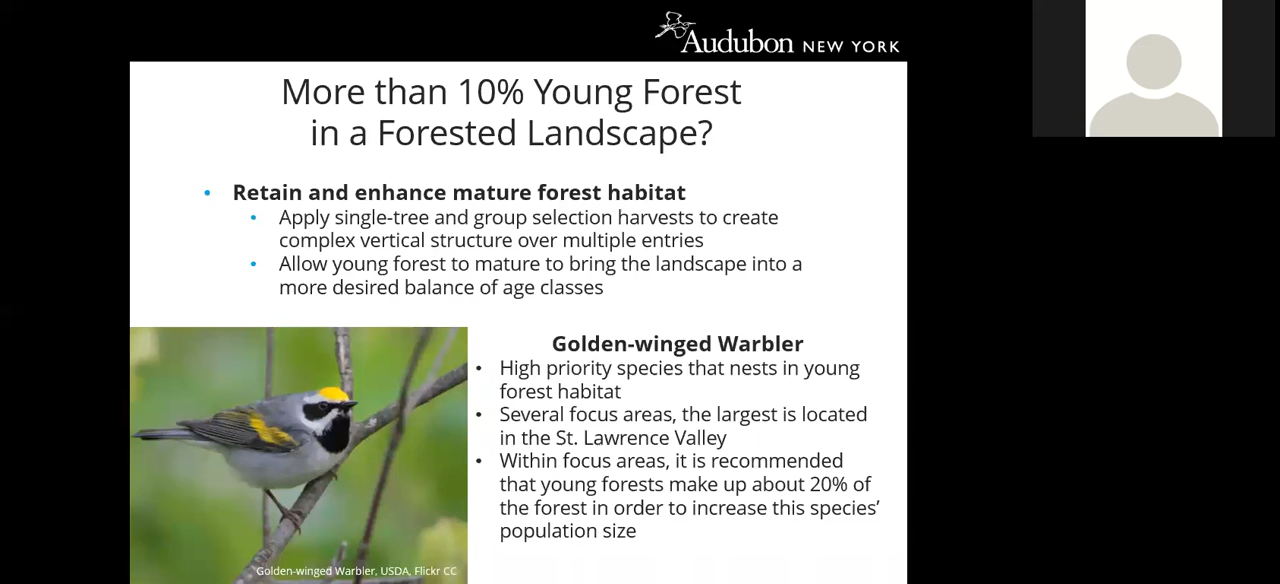 Audubon NEW YORK
More than 10% Young Forest
in a Forested Landscape?
• Retain and enhance mature forest habitat
• Apply single-tree and group selection harvests to create
complex vertical structure over multiple entries
• Allow young forest to mature to bring the landscape into a
more desired balance of age classes
Golden-winged Warbler
• High priority species that nests in young
forest habitat
• Several focus areas, the largest is located
in the St. Lawrence Valley
• Within focus areas, it is recommended
that young forests make up about 20% of
the forest in order to increase this species’
population size
Golden-winged Warbler, USDA, Flickr CC